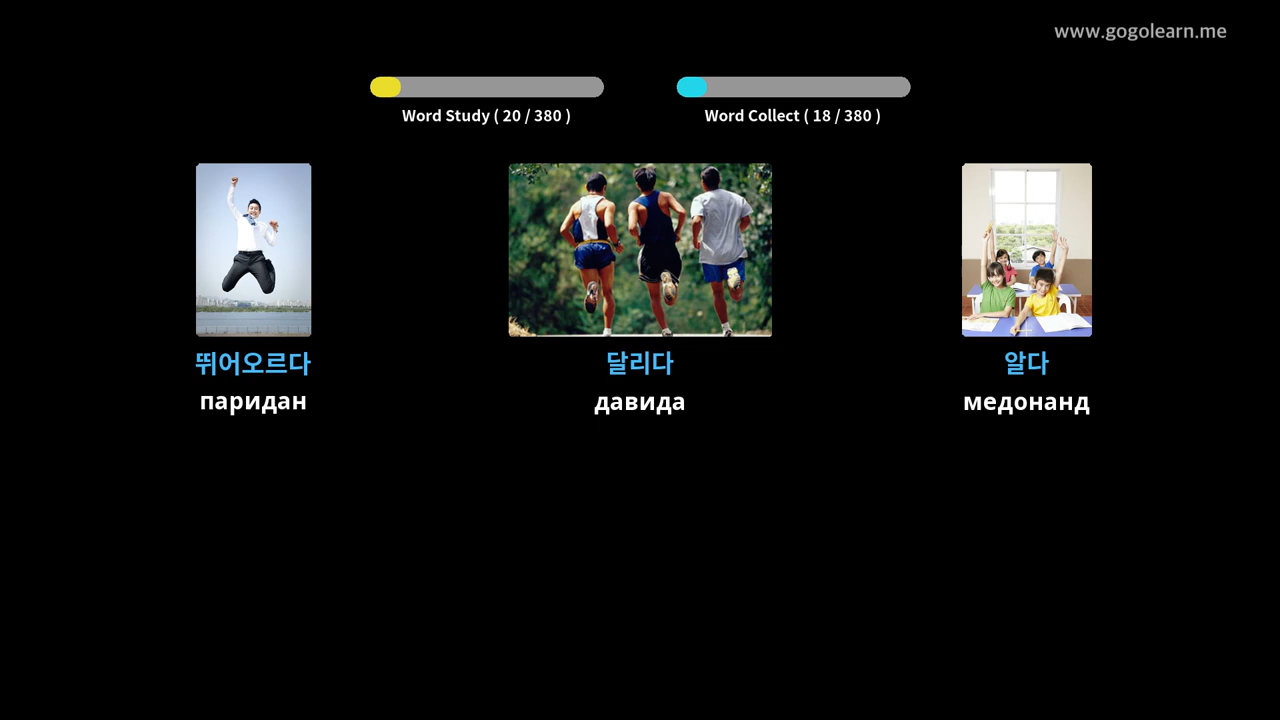 www.gogolearn.me
Word Study ( 20 / 380 )
Word Collect ( 18 / 380 )
뛰어오르다
달리다
알다
паридан
давида
медонанд